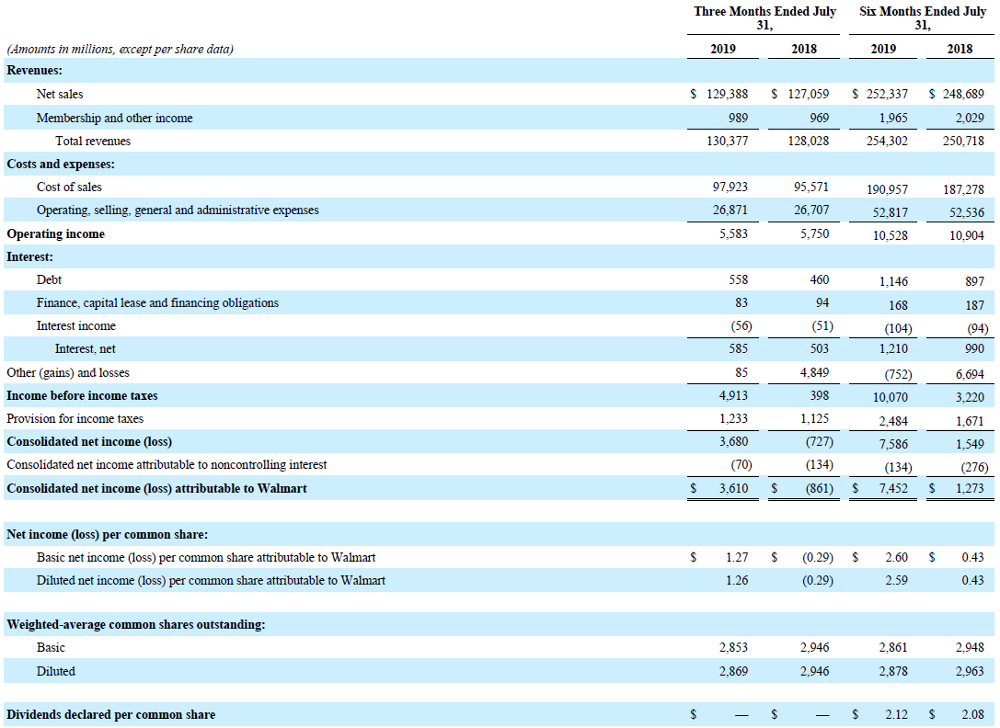 Three Months Ended July 31, Six Months Ended July 31,
(Amounts in millions, except per share data) 2019 2018 2019 2018
Revenues:
Net sales $ 129,388 $ 127,059 $ 252,337 $ 248,689
Membership and other income 989 969 1,965 2,029
Total revenues 130,377 128,028 254,302 250,718
Costs and expenses:
Cost of sales 97,923 95,571 190,957 187,278
Operating, selling, general and administrative expenses 26,871 26,707 52,817 52,536
Operating income 5,583 5,750 10,528 10,904
Interest:
Debt 558 460 1,146 897
Finance, capital lease and financing obligations 83 94 168 187
Interest income (56) (51) (104) (94)
Interest, net 585 503 1,210 990
Other (gains) and losses 85 4,849 (752) 6,694
Income before income taxes 4,913 398 10,070 3,220
Provision for income taxes 1,233 1,125 2,484 1,671
Consolidated net income (loss) 3,680 (727) 7,586 1,549
Consolidated net income attributable to noncontrolling interest (70) (134) (134) (276)
Consolidated net income (loss) attributable to Walmart $ 3,610 $ (861) $ 7,452 $ 1,273
Net income (loss) per common share:
Basic net income (loss) per common share attributable to Walmart $ 1.27 $ (0.29) $ 2.60 $ 0.43
Diluted net income (loss) per common share attributable to Walmart 1.26 (0.29) 2.59 0.43
Weighted-average common shares outstanding:
Basic 2,853 2,946 2,861 2,948
Diluted 2,869 2,946 2,878 2,963
Dividends declared per common share $ — $ — $ 2.12 $ 2.08